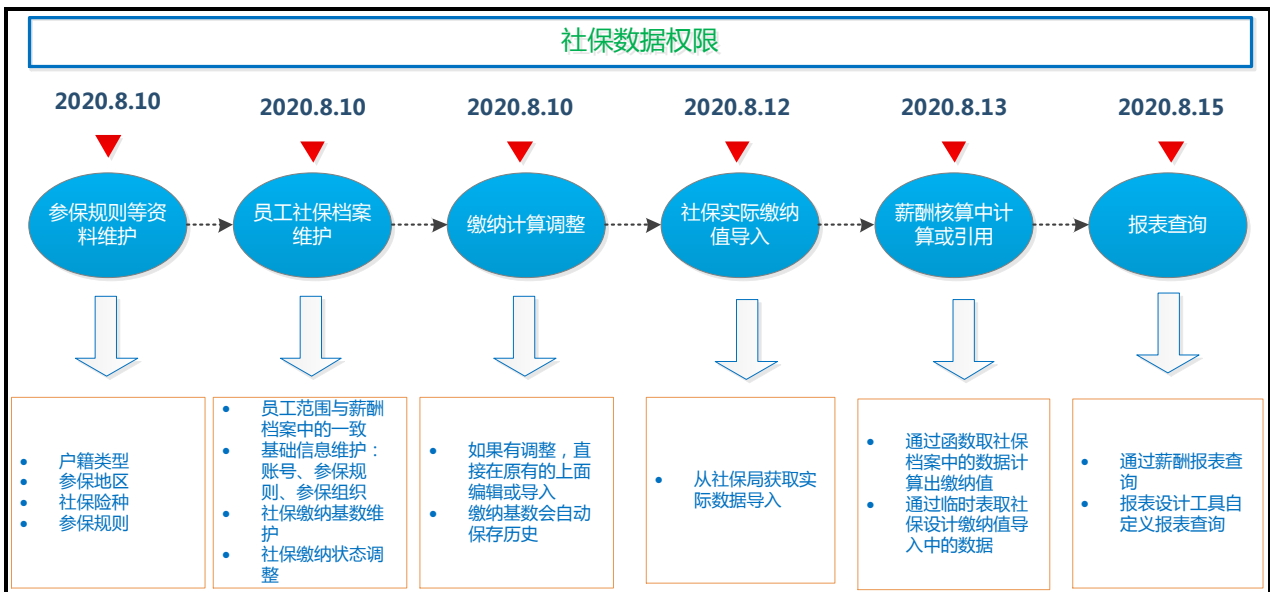 社保数据权限
2020.8.10
2020.8.10
2020.8.10
2020.8.12
2020.8.13
2020.8.15
参保规则等资
料维护
员工社保档案
维护
缴纳计算调整
社保实际缴纳
值导入
薪酬核算中计
算或引用
报表查询
• 户籍类型
• 参保地区
• 社保险种
• 参保规则
• 员工范围与薪酬
档案中的一致
• 基础信息维护：
账号、参保规
则、参保组织
• 社保缴纳基数维
护
• 社保缴纳状态调
整
• 如果有调整，直
接在原有的上面
编辑或导入
• 缴纳基数会自动
保存历史
• 从社保局获取实
际数据导入
• 通过函数取社保
档案中的数据计
算出缴纳值
• 通过临时表取社
保设计缴纳值导
入中的数据
• 通过薪酬报表查
询
• 报表设计工具自
定义报表查询